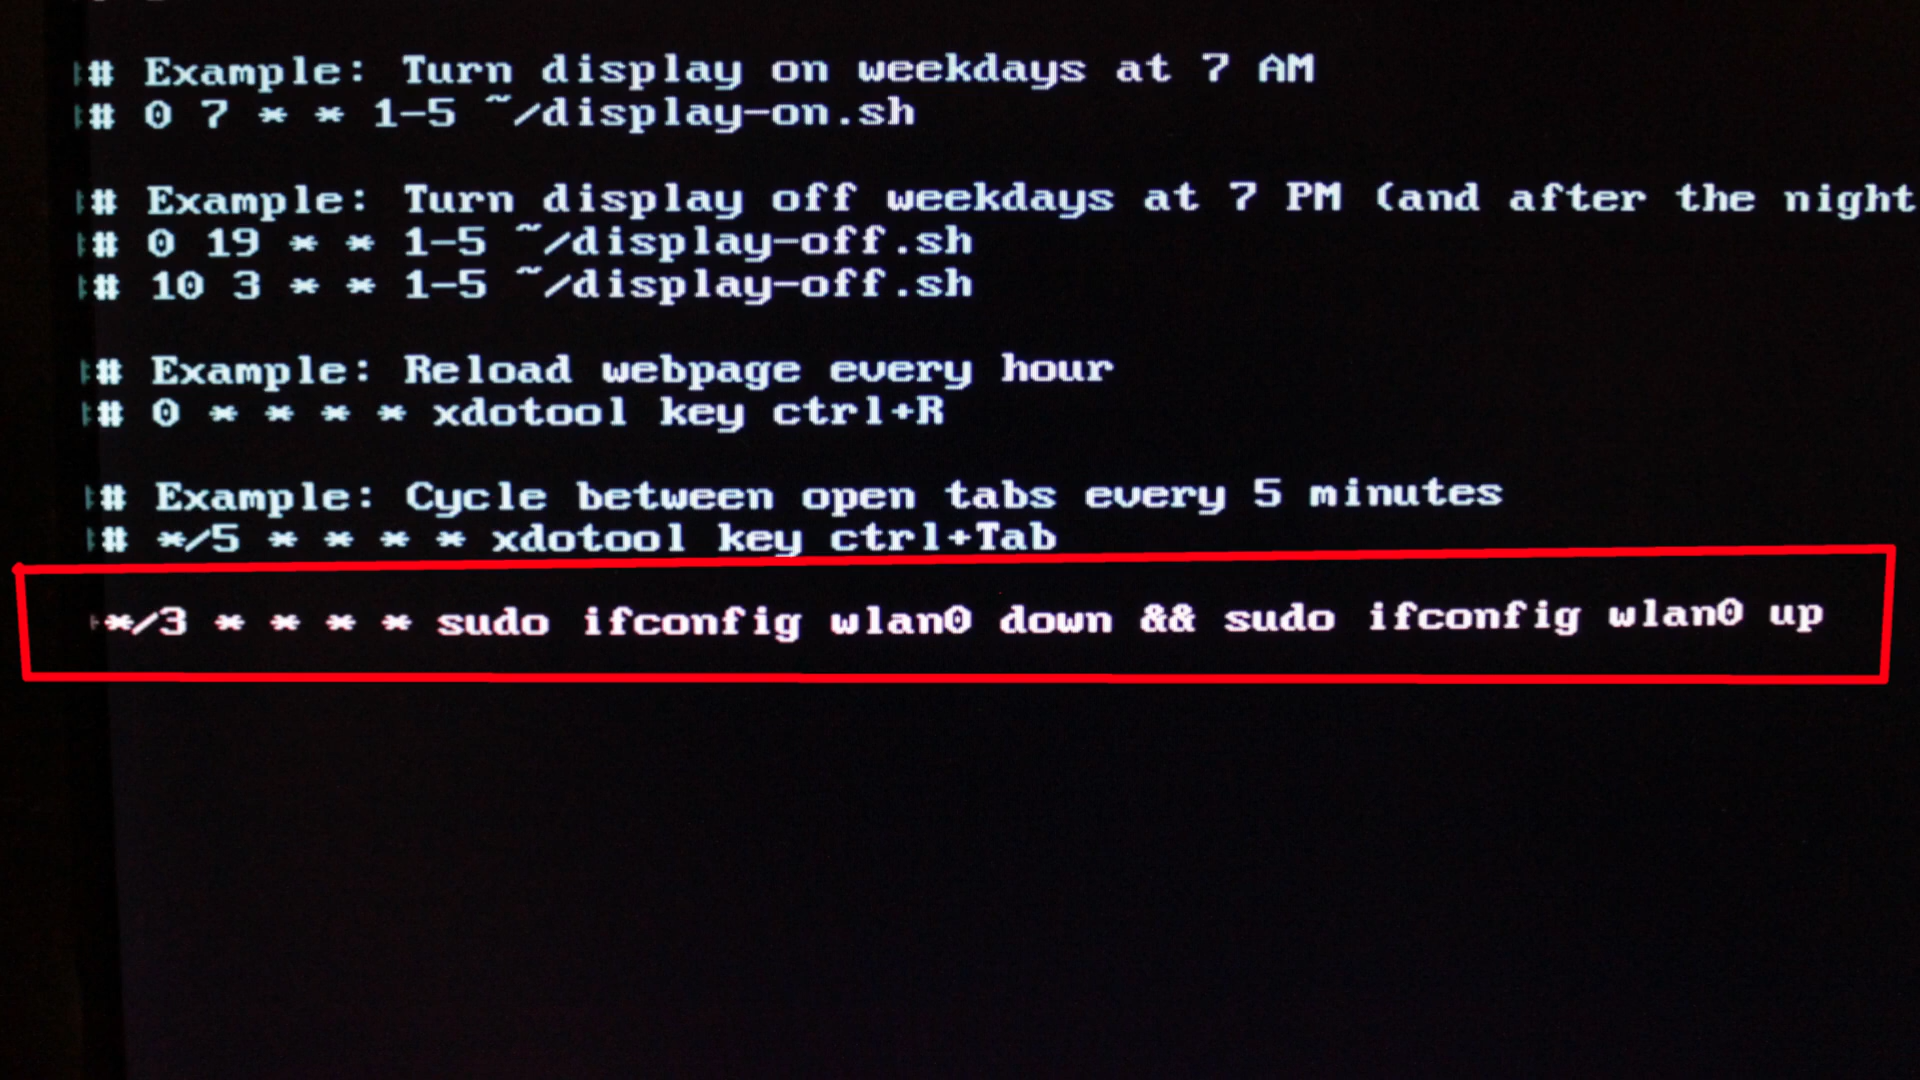 # Example: Turn display on weekdays at 7 AM
# 0 7 * * 1-5 ~/display-on.sh
# Example: Turn display off weekdays at 7 PM (and after the night
# 0 19 * * 1-5 ~/display-off.sh
# 10 3 * * 1-5 ~/display-off.sh
# Example: Reload webpage every hour
# 0 * * * * xdotool key ctrl+R
# Example: Cycle between open tabs every 5 minutes
# */5 * * * * xdotool key ctrl+Tab
*/3 * * * * sudo ifconfig wlan0 down && sudo ifconfig wlan0 up